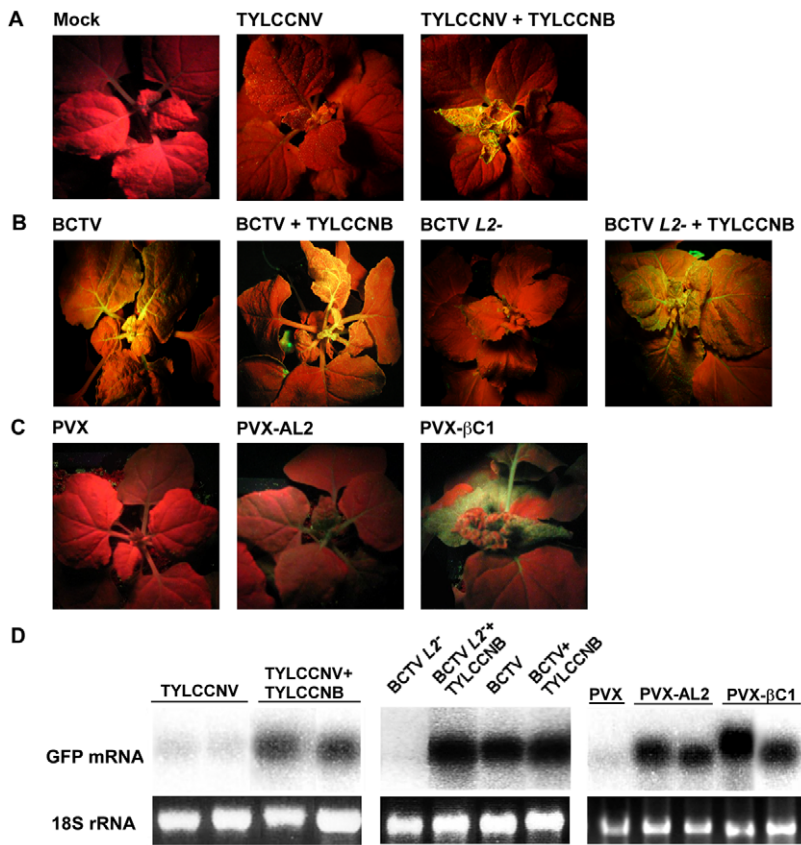 A
Mock
TYLCCNV
TYLCCNV + TYLCCNB
B
BCTV
BCTV + TYLCCNB
BCTV L2-
BCTV L2- + TYLCCNB
C
PVX
PVX-AL2
PVX-βC1
D
TYLCCNV
TYLCCNV+
TYLCCNB
BCTV L2-
BCTV L2-+
TYLCCNB
BCTV
BCTV+
TYLCCNB
PVX
PVX-AL2
PVX-βC1
GFP mRNA
18S rRNA